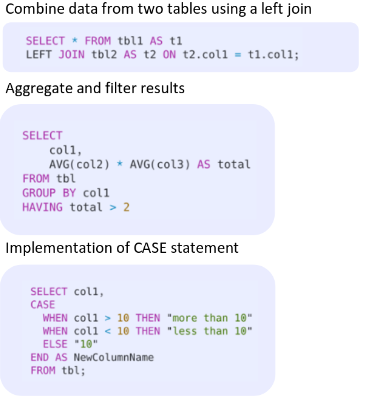 Combine data from two tables using a left join
SELECT * FROM tbl1 AS t1
LEFT JOIN tbl2 AS t2 ON t2.col1 = t1.col1;
Aggregate and filter results
SELECT
    col1,
    AVG(col2) * AVG(col3) AS total
FROM tbl
GROUP BY col1
HAVING total > 2
Implementation of CASE statement
SELECT col1,
CASE
  WHEN col1 > 10 THEN "more than 10"
  WHEN col1 < 10 THEN "less than 10"
  ELSE "10"
END AS NewColumnName
FROM tbl;